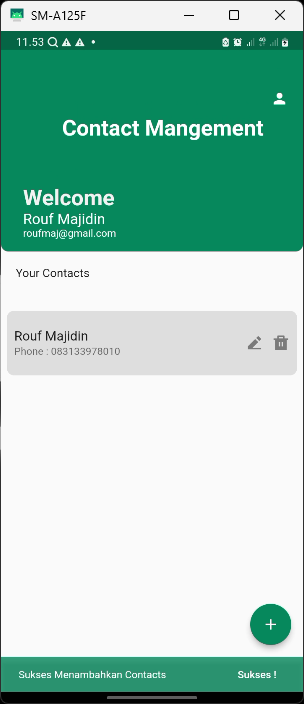 SM-A125F
11.53
Contact Mangement
Welcome
Rouf Majidin
roufmaj@gmail.com
Your Contacts
Rouf Majidin
Phone : 083133978010
Sukses Menambahkan Contacts
Sukses !